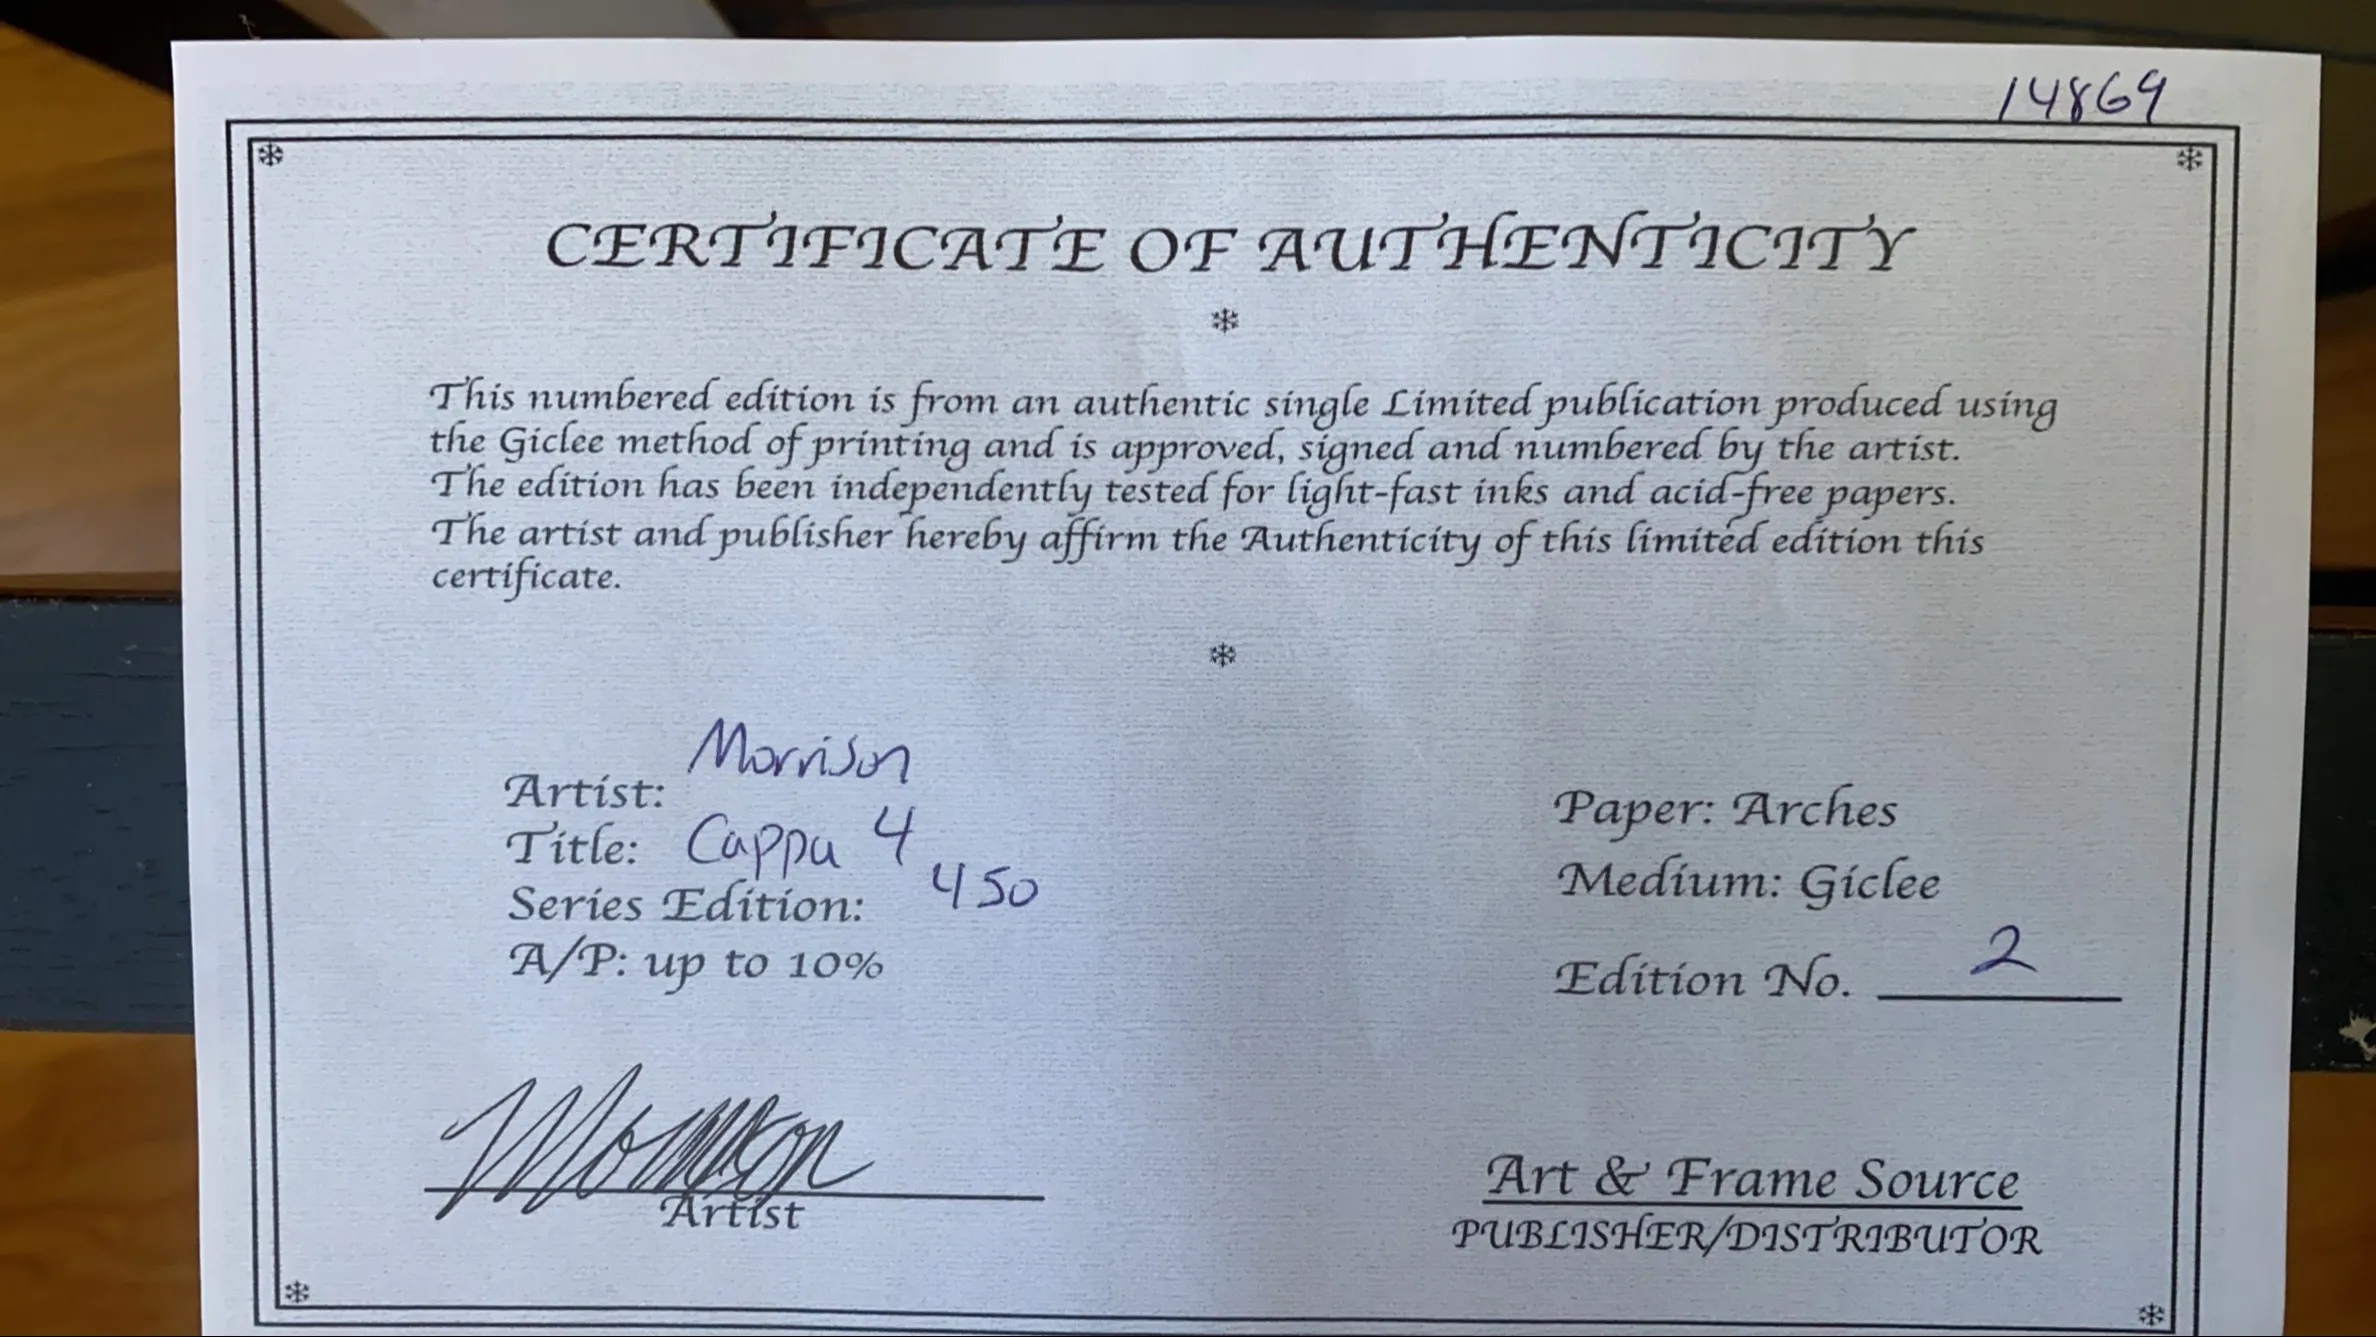 14869
CERTIFICATE OF AUTHENTICITY
This numbered edition is from an authentic single Limited publication produced using
the Giclee method of printing and is approved, signed and numbered by the artist.
The edition has been independently tested for light-fast inks and acid-free papers.
The artist and publisher hereby affirm the Authenticity of this limited edition this
certificate.
Artist: Morrison
Title: Cappa 4
Series Edition: 450
A/P: up to 10%
Paper: Arches
Medium: Giclee
Edition No. 2
Morrison
Artist
Art & Frame Source
PUBLISHER/DISTRIBUTOR